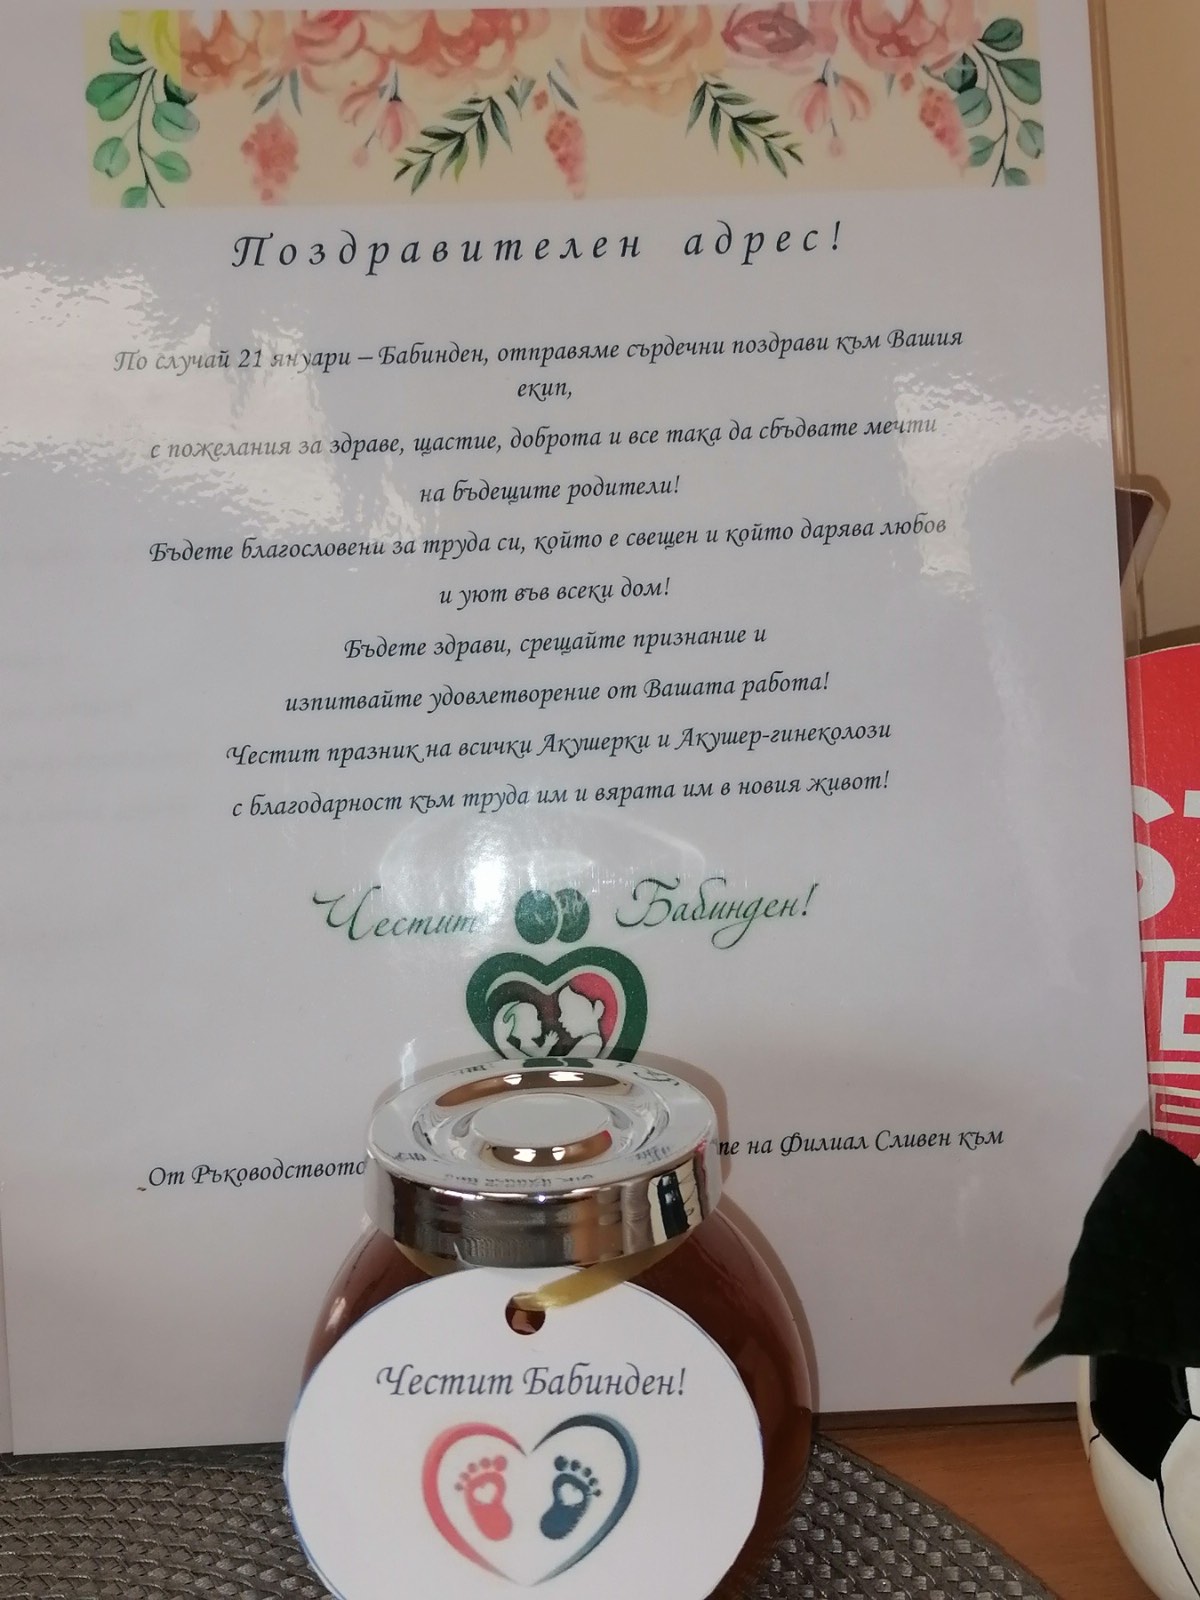 Поздравителен адрес!
По случай 21 януари – Бабинден, отправяме сърдечни поздрави към Вашия
екип,
с пожелания за здраве, щастие, доброта и все така да сбъдвате мечти
на бъдещите родители!
Бъдете благословени за труда си, който е свещен и който дарява любов
и уют във всеки дом!
Бъдете здрави, срещайте признание и
изпитвайте удовлетворение от Вашата работа!
Честит празник на всички Акушерки и Акушер-гинеколози
с благодарност към труда им и вярата им в новия живот!
Честит Бабинден!
От Ръководството на Филиал Сливен към
Честит Бабинден!